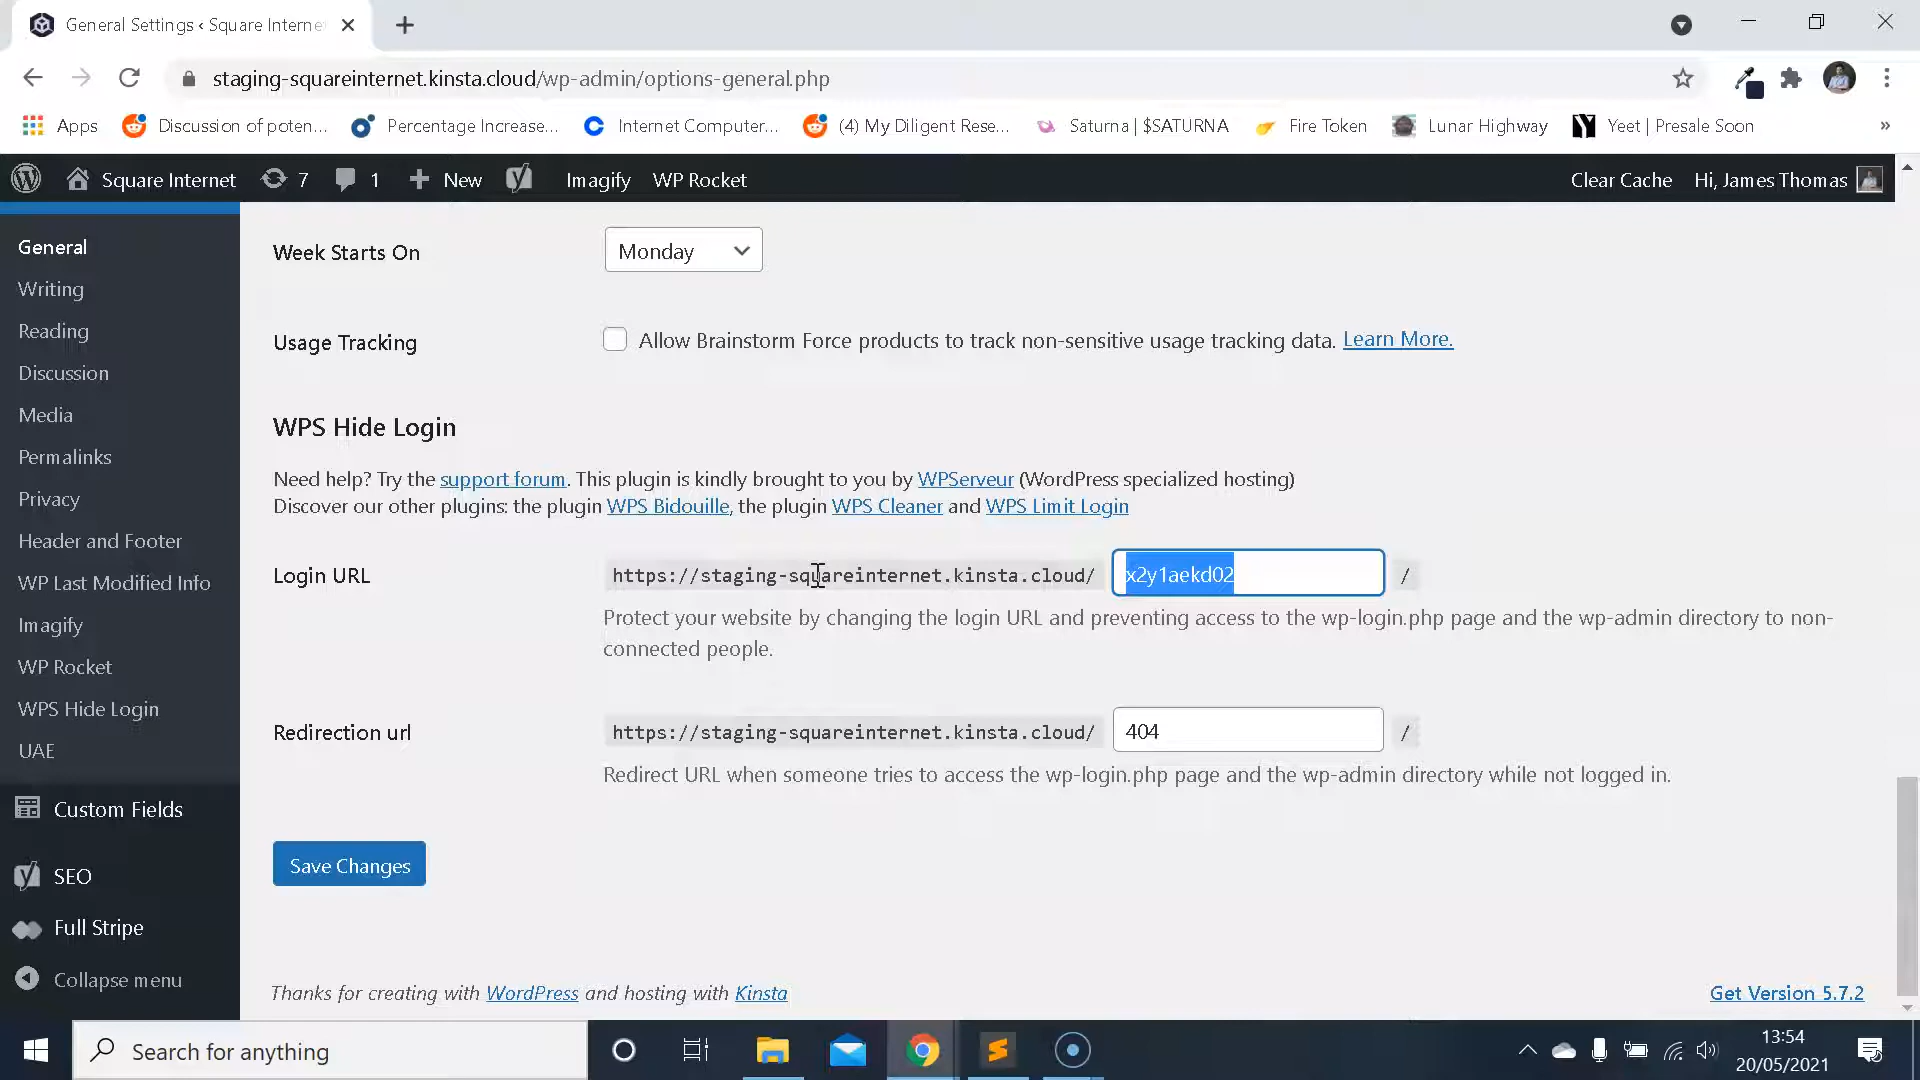 General Settings ‹ Square Interne
staging-squareinternet.kinsta.cloud/wp-admin/options-general.php
Apps Discussion of poten... Percentage Increase... Internet Computer... (4) My Diligent Rese... Saturna | $SATURNA Fire Token Lunar Highway Yeet | Presale Soon »
Square Internet 7 1 New Imagify WP Rocket Clear Cache Hi, James Thomas
General
Writing
Reading
Discussion
Media
Permalinks
Privacy
Header and Footer
WP Last Modified Info
Imagify
WP Rocket
WPS Hide Login
UAE
Custom Fields
SEO
Full Stripe
Collapse menu
Week Starts On Monday
Usage Tracking Allow Brainstorm Force products to track non-sensitive usage tracking data. Learn More.
WPS Hide Login
Need help? Try the support forum. This plugin is kindly brought to you by WPServeur (WordPress specialized hosting)
Discover our other plugins: the plugin WPS Bidouille, the plugin WPS Cleaner and WPS Limit Login
Login URL https://staging-squareinternet.kinsta.cloud/ x2y1aekd02 /
Protect your website by changing the login URL and preventing access to the wp-login.php page and the wp-admin directory to non-
connected people.
Redirection url https://staging-squareinternet.kinsta.cloud/ 404 /
Redirect URL when someone tries to access the wp-login.php page and the wp-admin directory while not logged in.
Save Changes
Thanks for creating with WordPress and hosting with Kinsta Get Version 5.7.2
Search for anything
13:54
20/05/2021